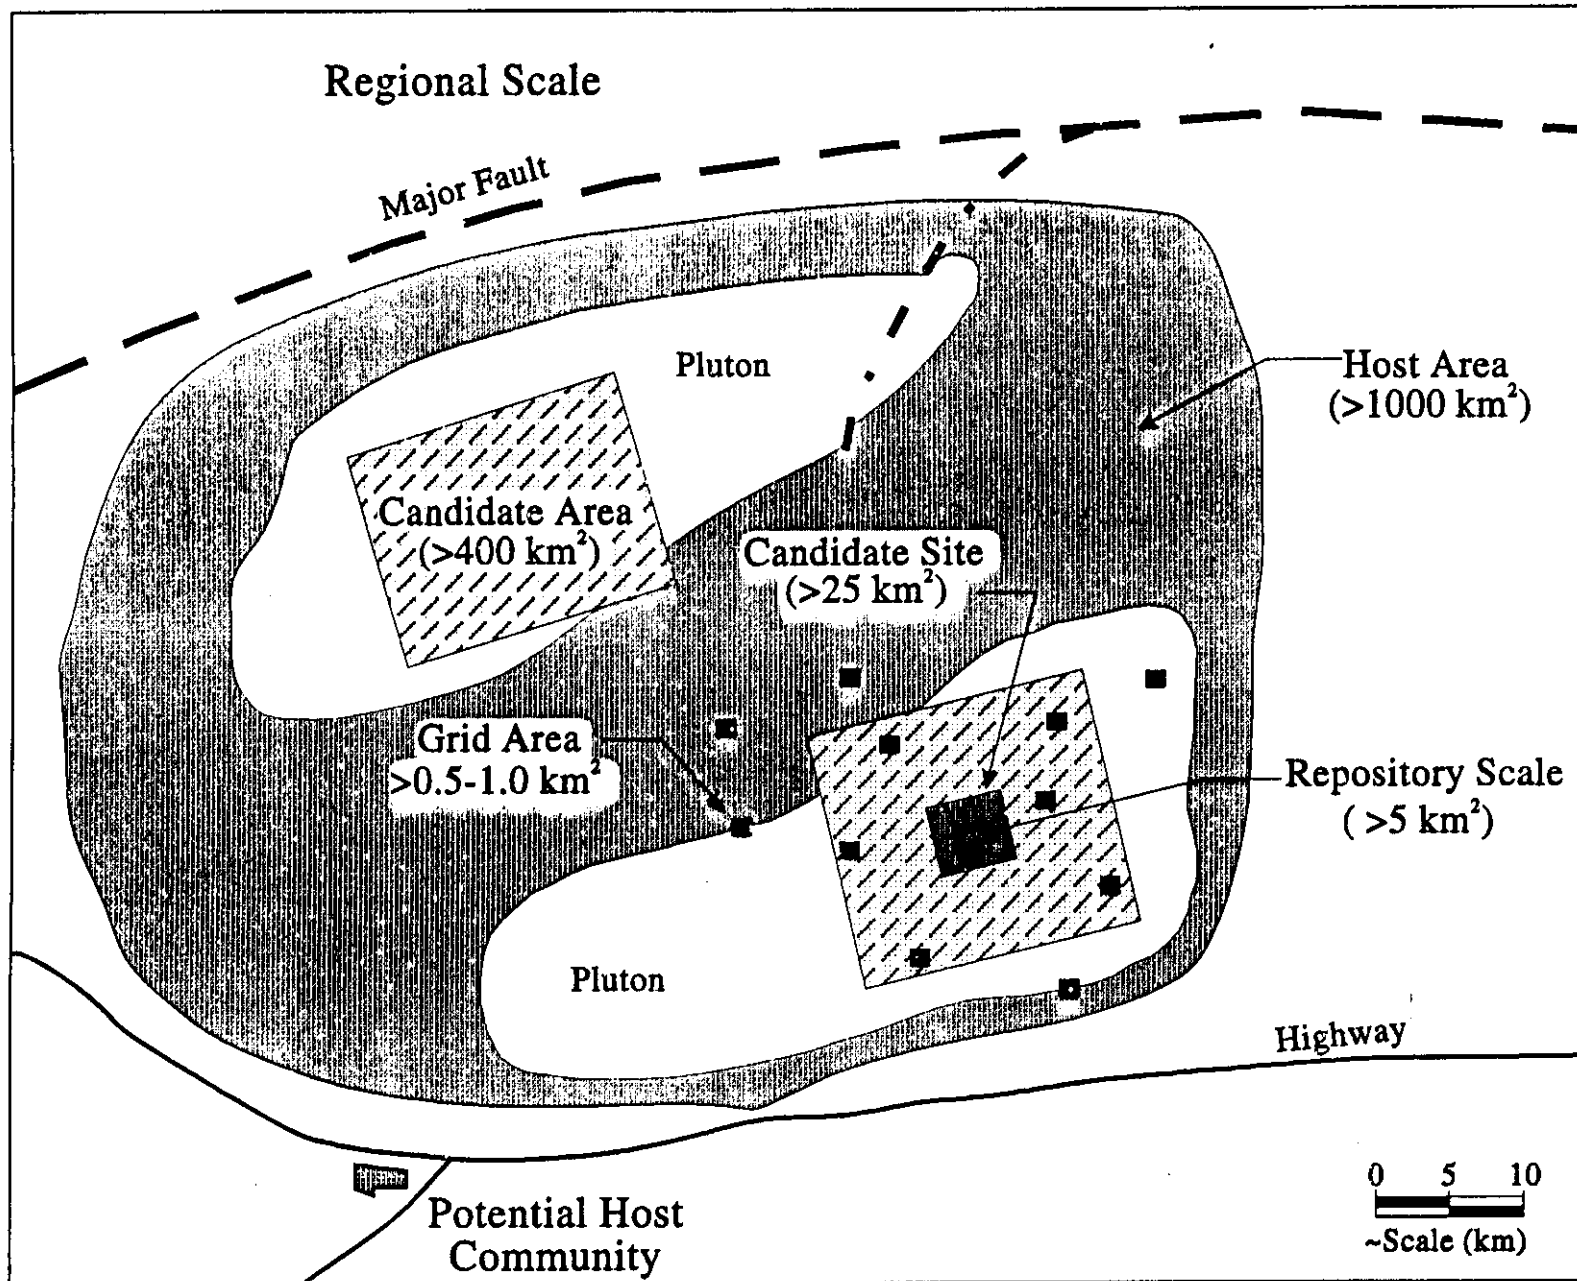 Regional Scale
Major Fault
Pluton
Host Area
(>1000 km²)
Candidate Area
(>400 km²)
Candidate Site
(>25 km²)
Grid Area
>0.5-1.0 km²
Repository Scale
( >5 km²)
Pluton
Highway
0 5 10
~Scale (km)
Potential Host
Community